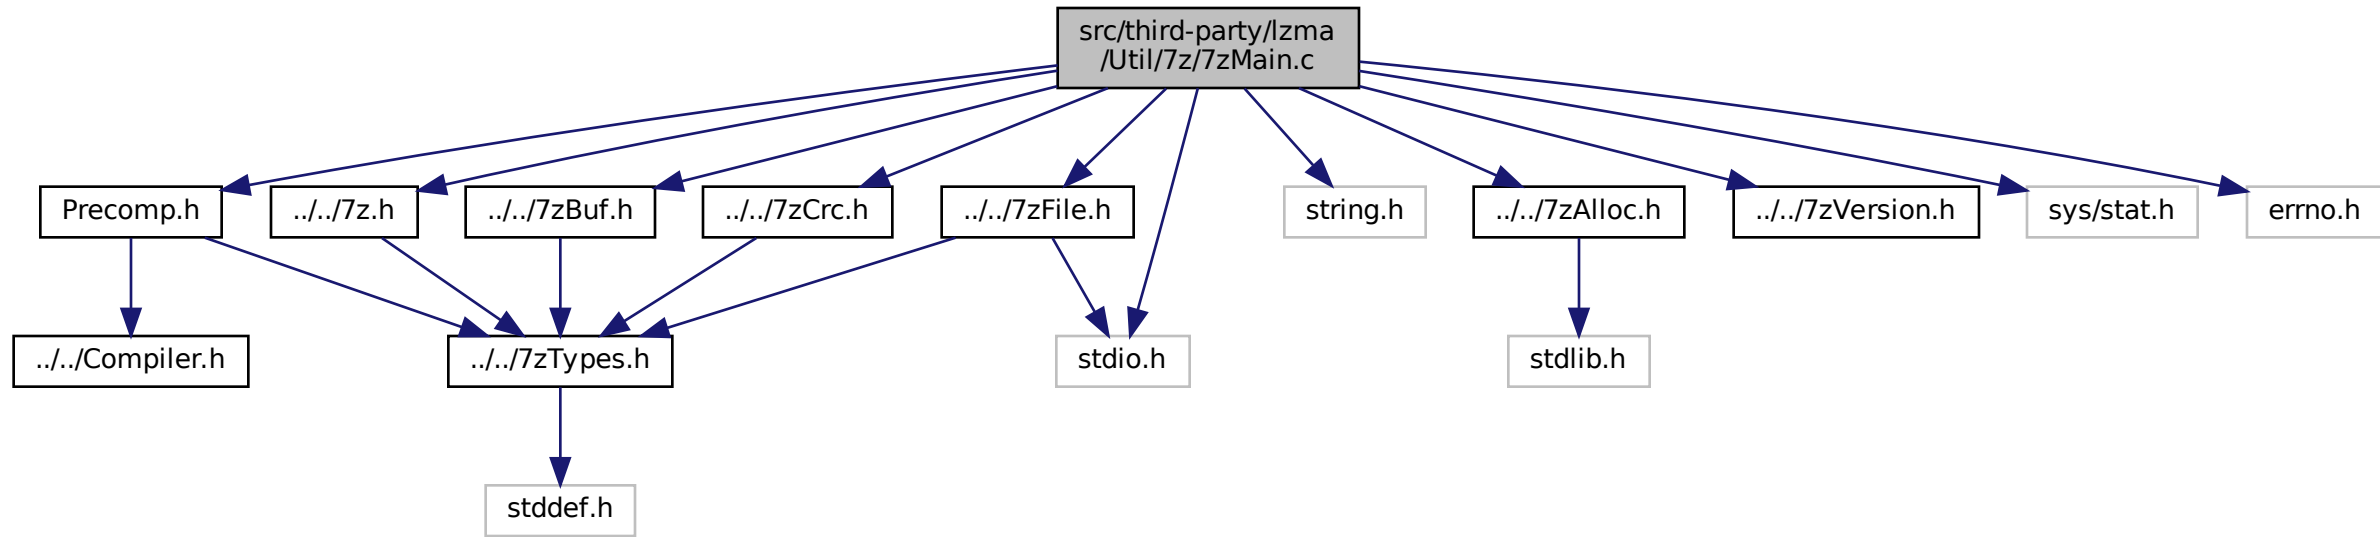 src/third-party/lzma
/Util/7z/7zMain.c
Precomp.h
../../7z.h
../../7zBuf.h
../../7zCrc.h
../../7zFile.h
string.h
../../7zAlloc.h
../../7zVersion.h
sys/stat.h
errno.h
../../Compiler.h
../../7zTypes.h
stdio.h
stdlib.h
stddef.h